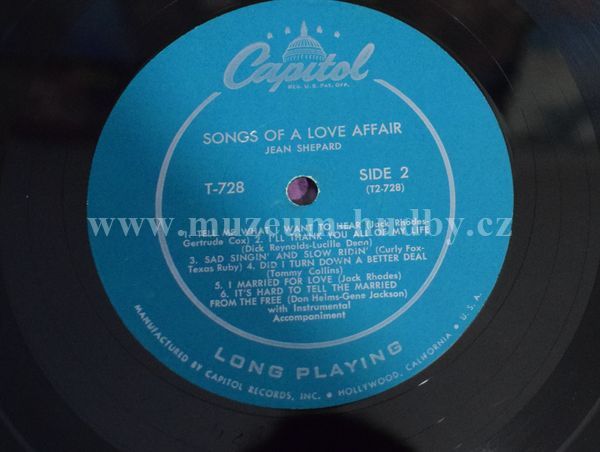 Capitol
REG. U.S. PAT. OFF.
SONGS OF A LOVE AFFAIR
JEAN SHEPARD
T-728 SIDE 2
(T2-728)
www.muzeum-hudby.cz
1. TELL ME WHAT I WANT TO HEAR (Jack Rhodes-
Gertrude Cox) 2. I'LL THANK YOU ALL OF MY LIFE
(Dick Reynolds-Lucille Dean)
3. SAD SINGIN' AND SLOW RIDIN' (Curly Fox-
Texas Ruby) 4. DID I TURN DOWN A BETTER DEAL
(Tommy Collins)
5. I MARRIED FOR LOVE (Jack Rhodes)
6. IT'S HARD TO TELL THE MARRIED
FROM THE FREE (Don Helms-Gene Jackson)
with Instrumental
Accompaniment
LONG PLAYING
MANUFACTURED BY CAPITOL RECORDS, INC. • HOLLYWOOD, CALIFORNIA • U.S.A.